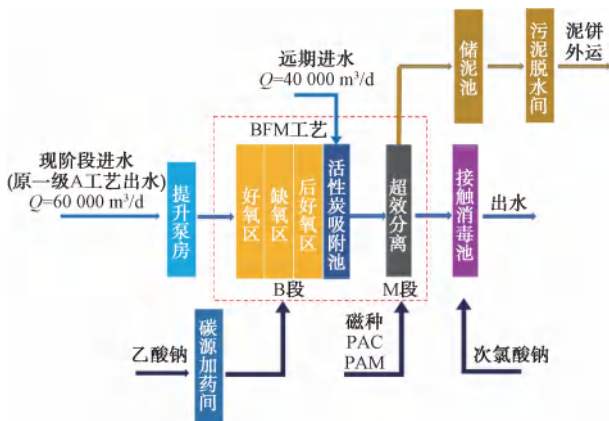 远期进水
Q=40 000 m³/d
储泥池
污泥脱水间
泥饼
外运
BFM工艺
现阶段进水
(原一级A工艺出水)
Q=60 000 m³/d
提升泵房
好氧区
缺氧区
后好氧区
活性炭吸附池
超效分离
接触消毒池
出水
B段
M段
乙酸钠
碳源加药间
磁种
PAC
PAM
次氯酸钠